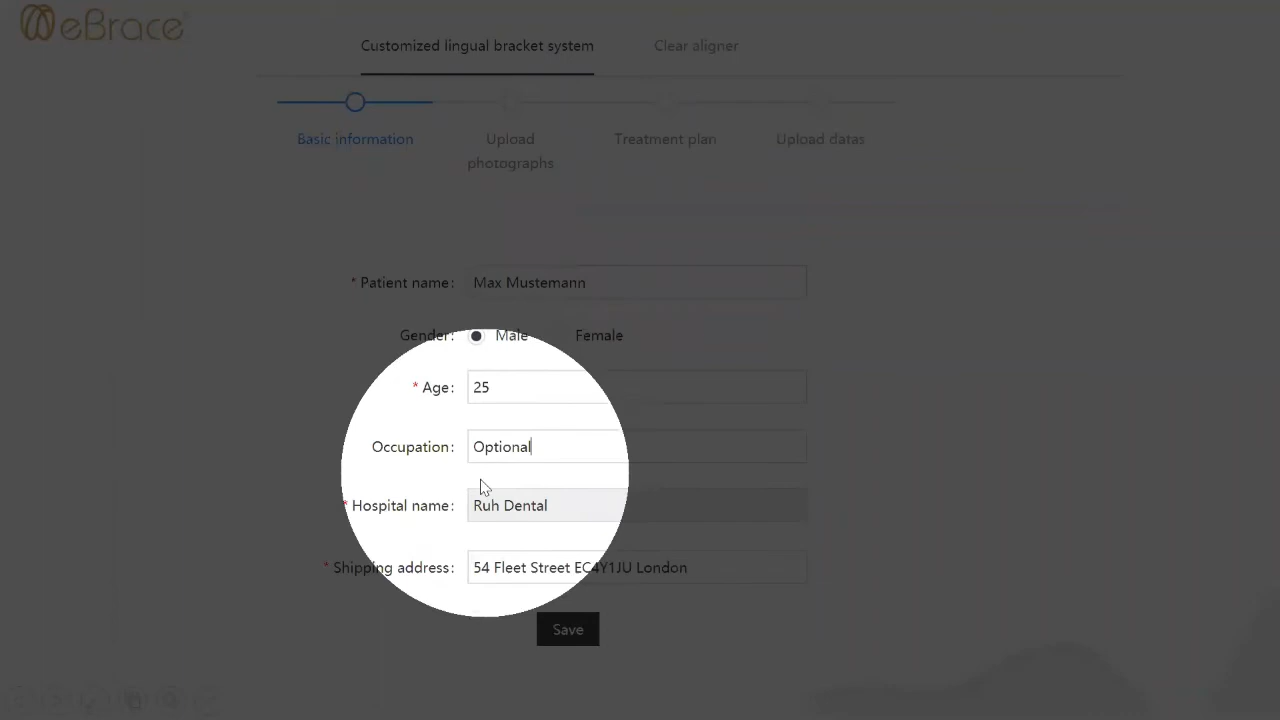 eBrace
Customized lingual bracket system Clear aligner
Basic information Upload photographs Treatment plan Upload datas
* Patient name: Max Mustemann
Gender: Male Female
* Age: 25
Occupation: Optional
* Hospital name: Ruh Dental
* Shipping address: 54 Fleet Street EC4Y1JU London
Save